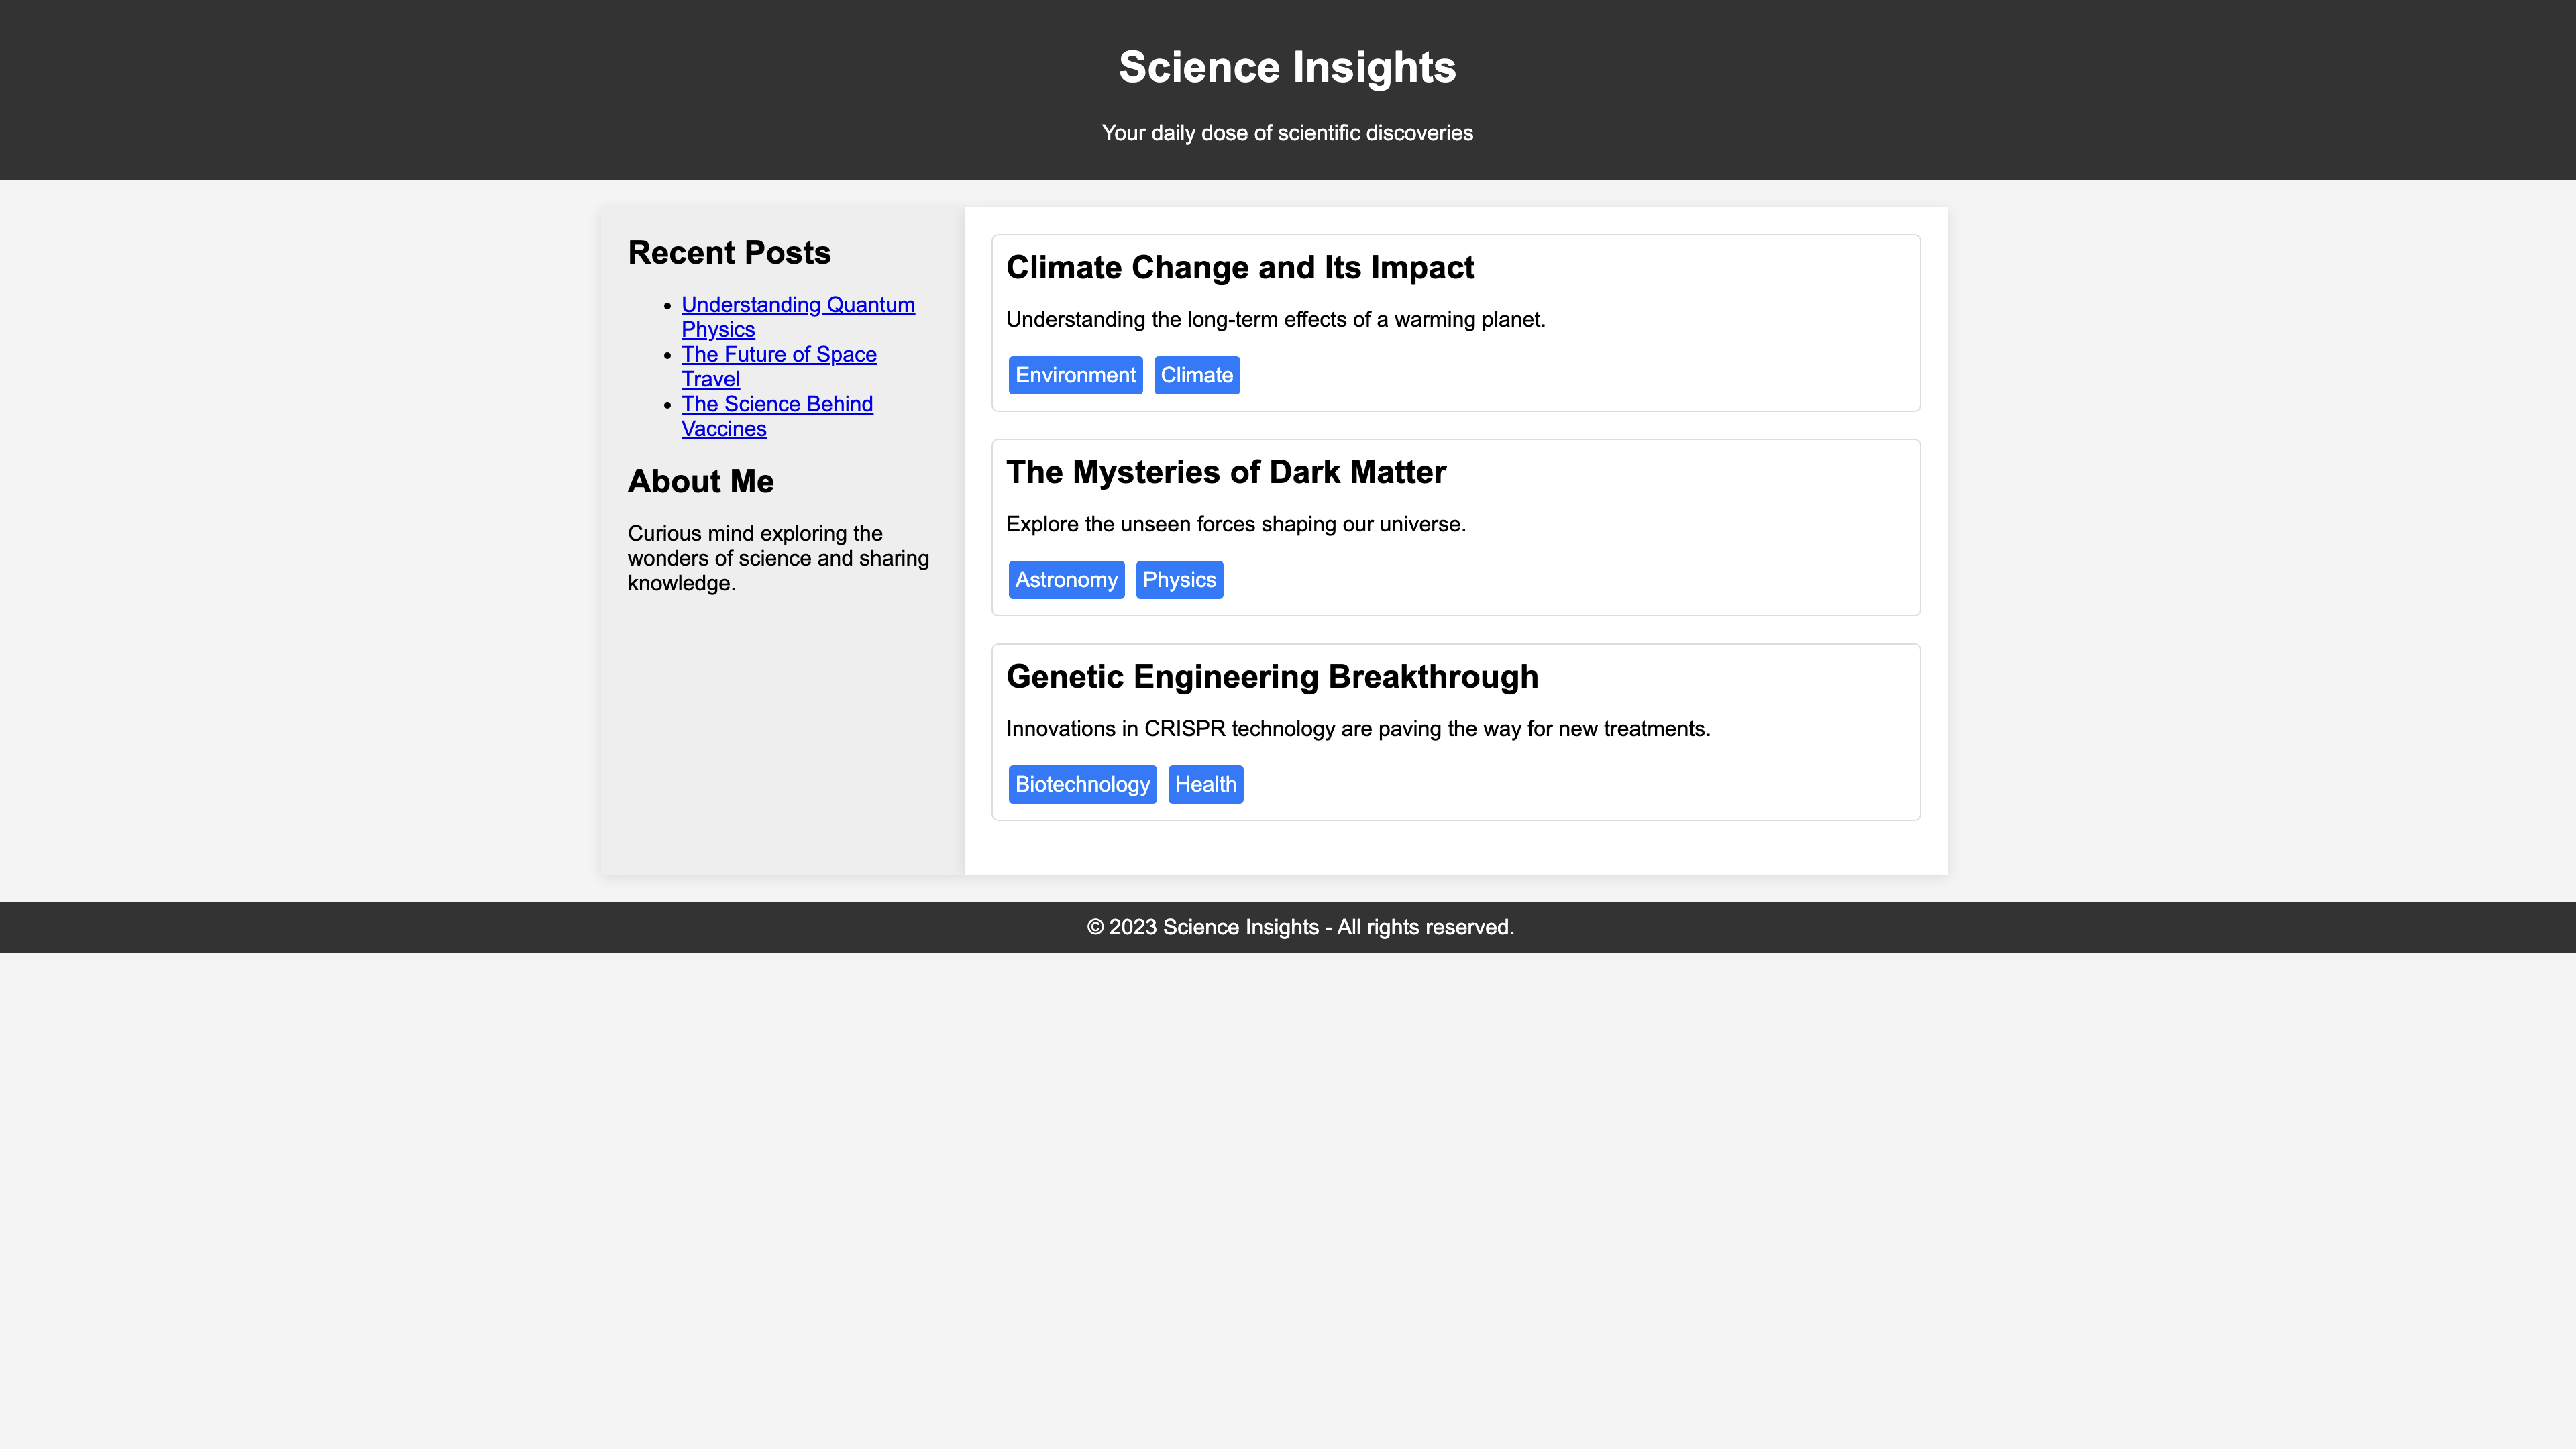 Science Insights
Your daily dose of scientific discoveries
Recent Posts
Understanding Quantum
Physics
The Future of Space
Travel
The Science Behind
Vaccines
About Me
Curious mind exploring the
wonders of science and sharing
knowledge.
Climate Change and Its Impact
Understanding the long-term effects of a warming planet.
Environment Climate
The Mysteries of Dark Matter
Explore the unseen forces shaping our universe.
Astronomy Physics
Genetic Engineering Breakthrough
Innovations in CRISPR technology are paving the way for new treatments.
Biotechnology Health
© 2023 Science Insights - All rights reserved.